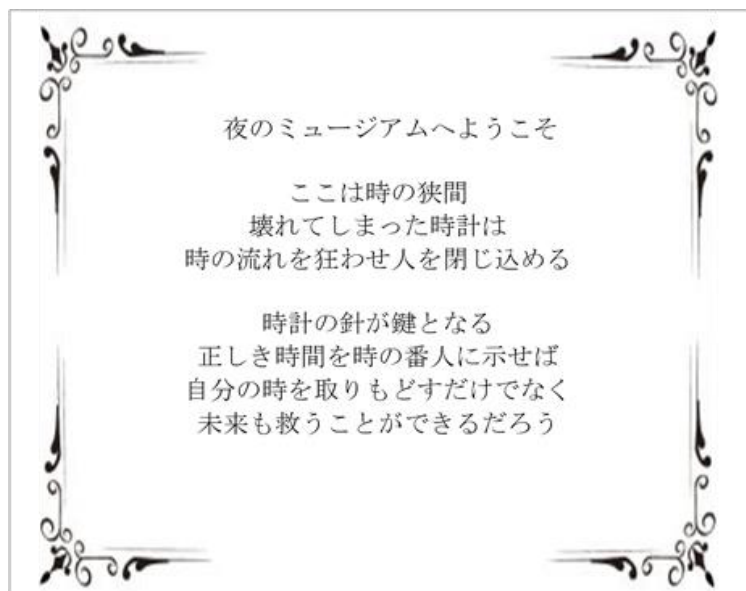 夜のミュージアムへようこそ
ここは時の狭間
壊れてしまった時計は
時の流れを狂わせ人を閉じ込める
時計の針が鍵となる
正しき時間を時の番人に示せば
自分の時を取りもどすだけでなく
未来も救うことができるだろう